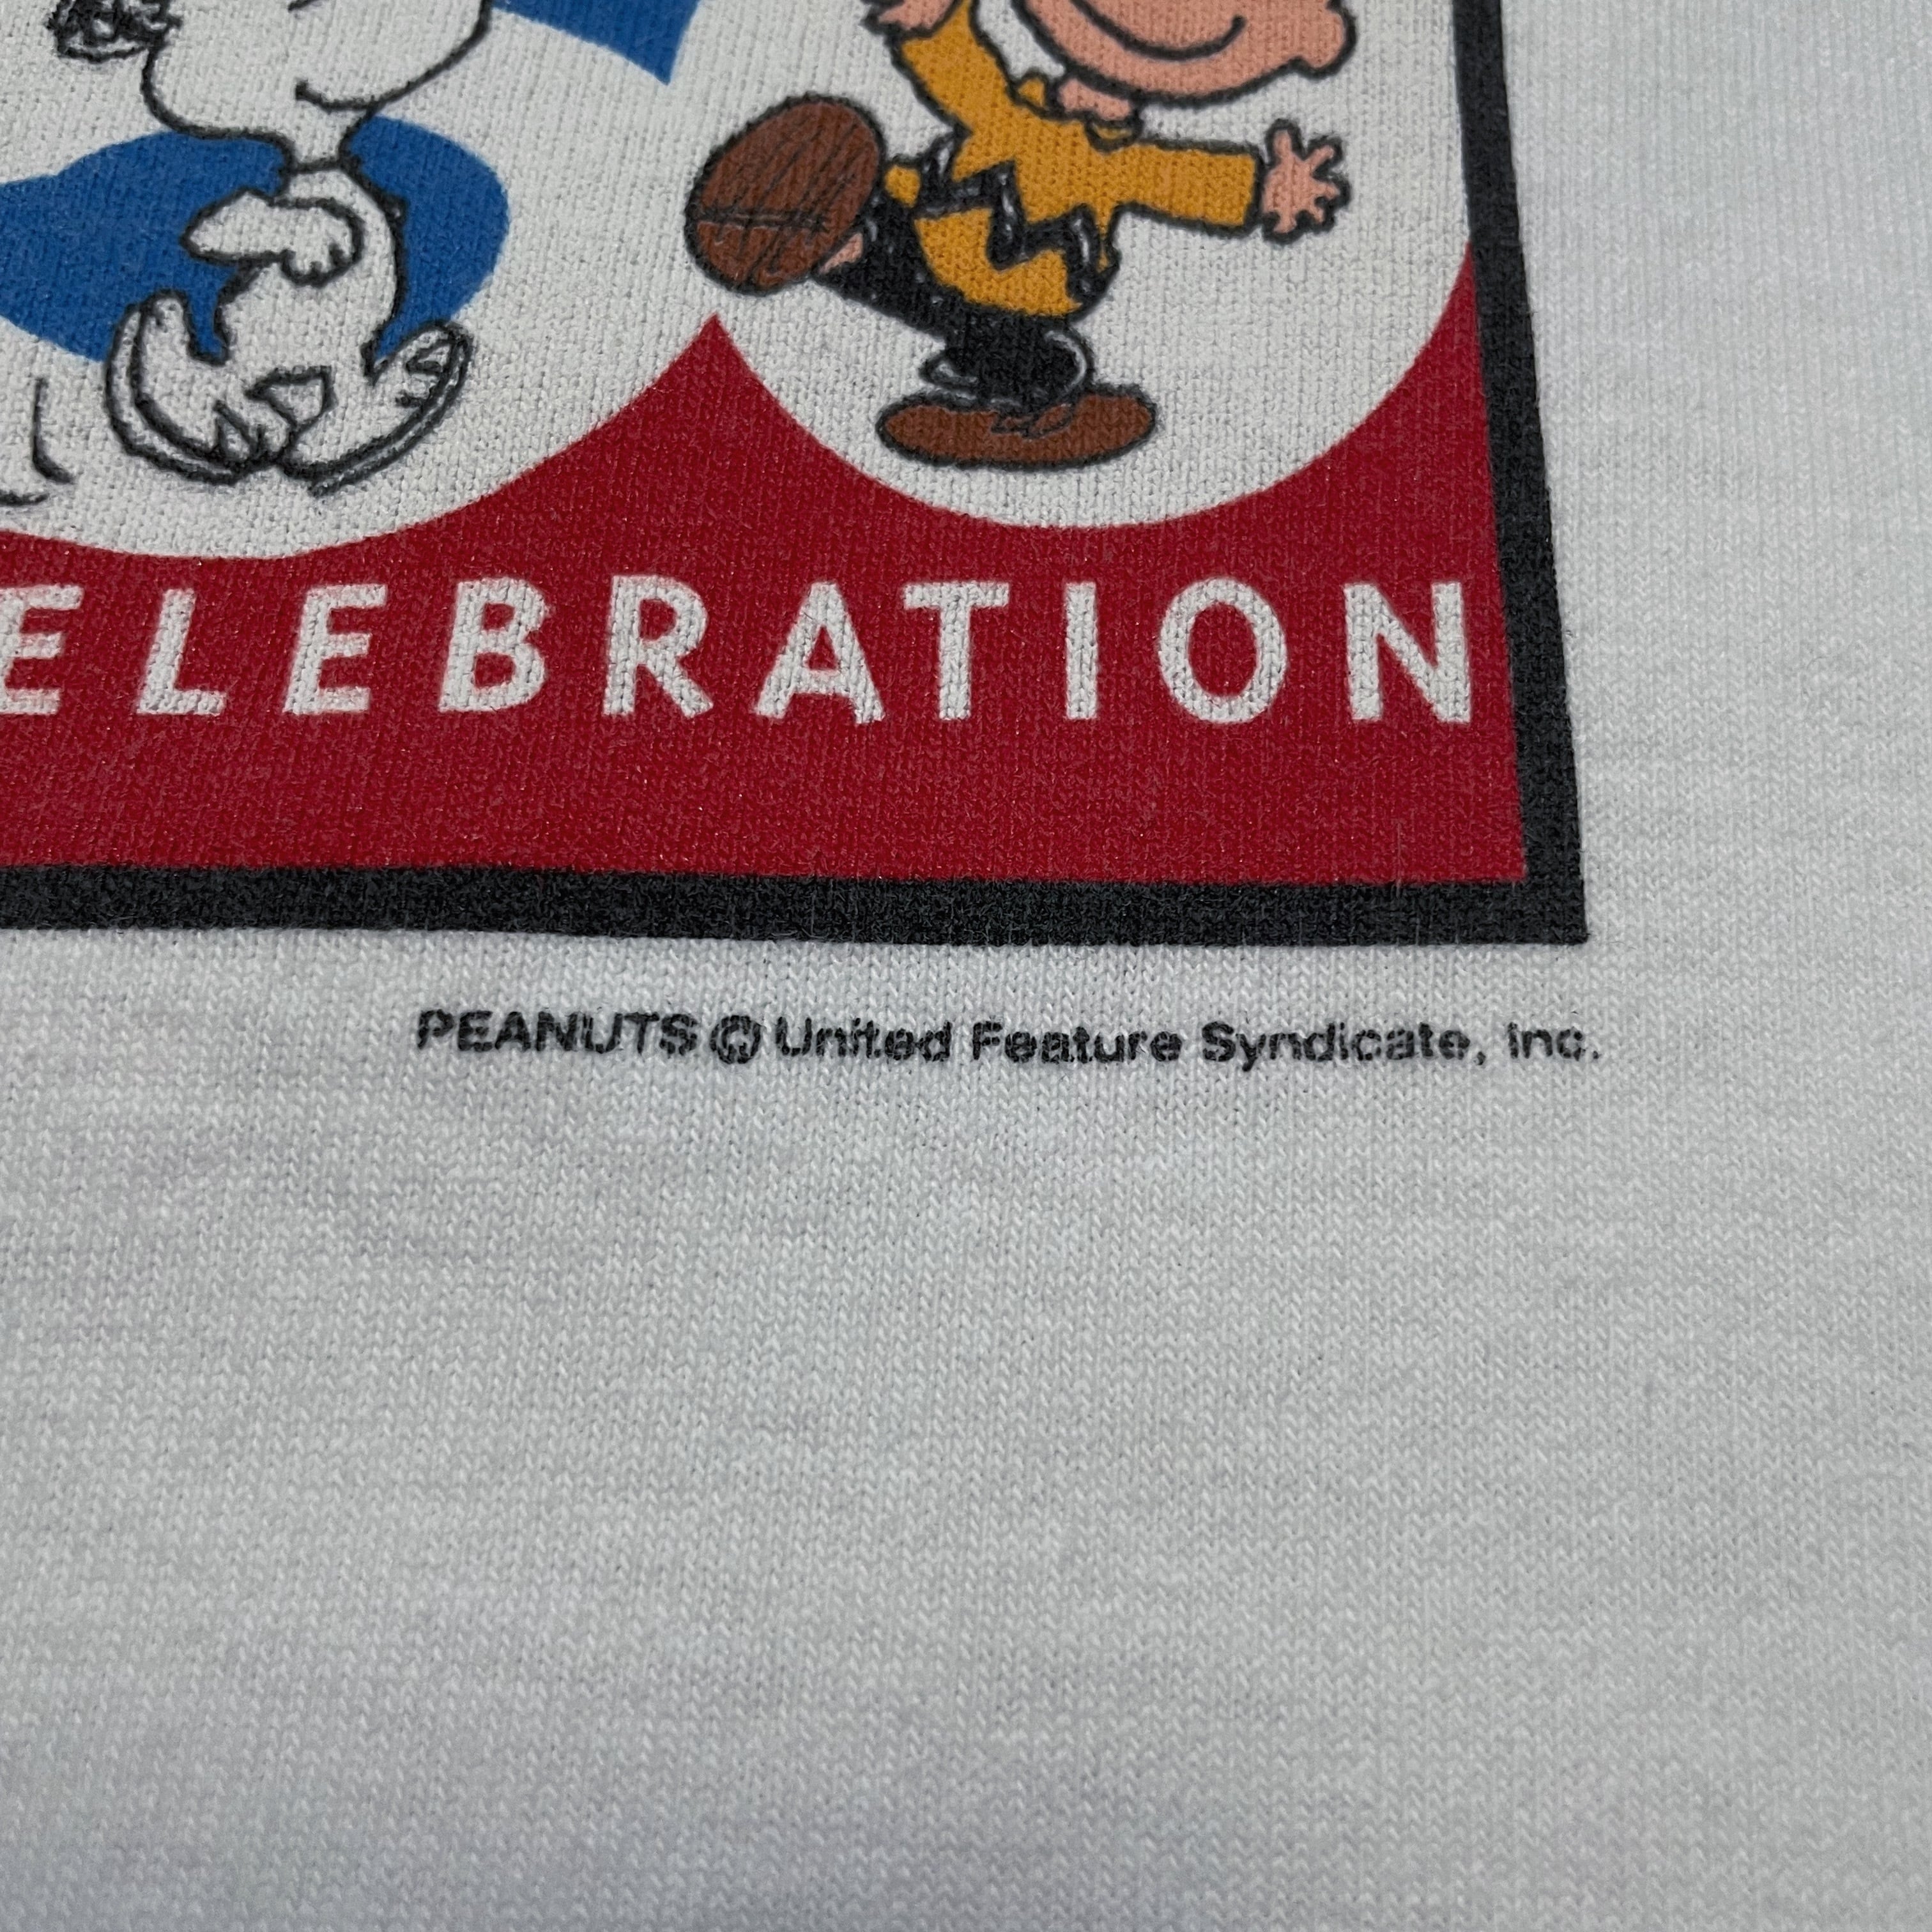 ELEBRATION
PEANUTS © United Feature Syndicate, Inc.